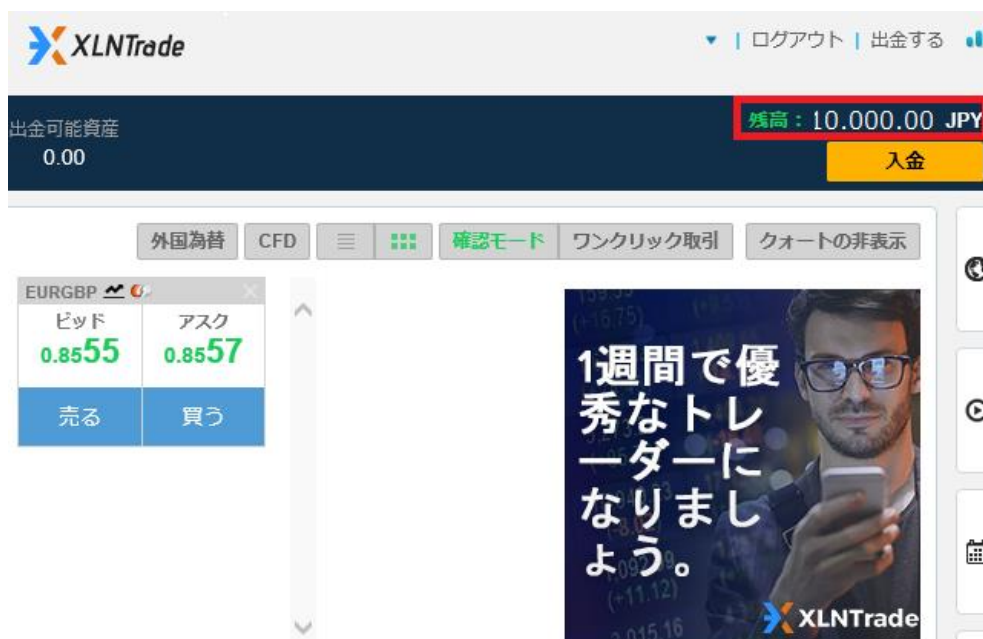 XLNTrade
| ログアウト | 出金する
出金可能資産
0.00
残高：10.000.00 JPY
入金
外国為替 CFD 確認モード ワンクリック取引 クォートの非表示
EURGBP
ビッド アスク
0.8555 0.8557
売る 買う
(+16.75)
1週間で優
秀なトレ
ーダーに
なりまし
ょう。
(+11.12)
XLNTrade